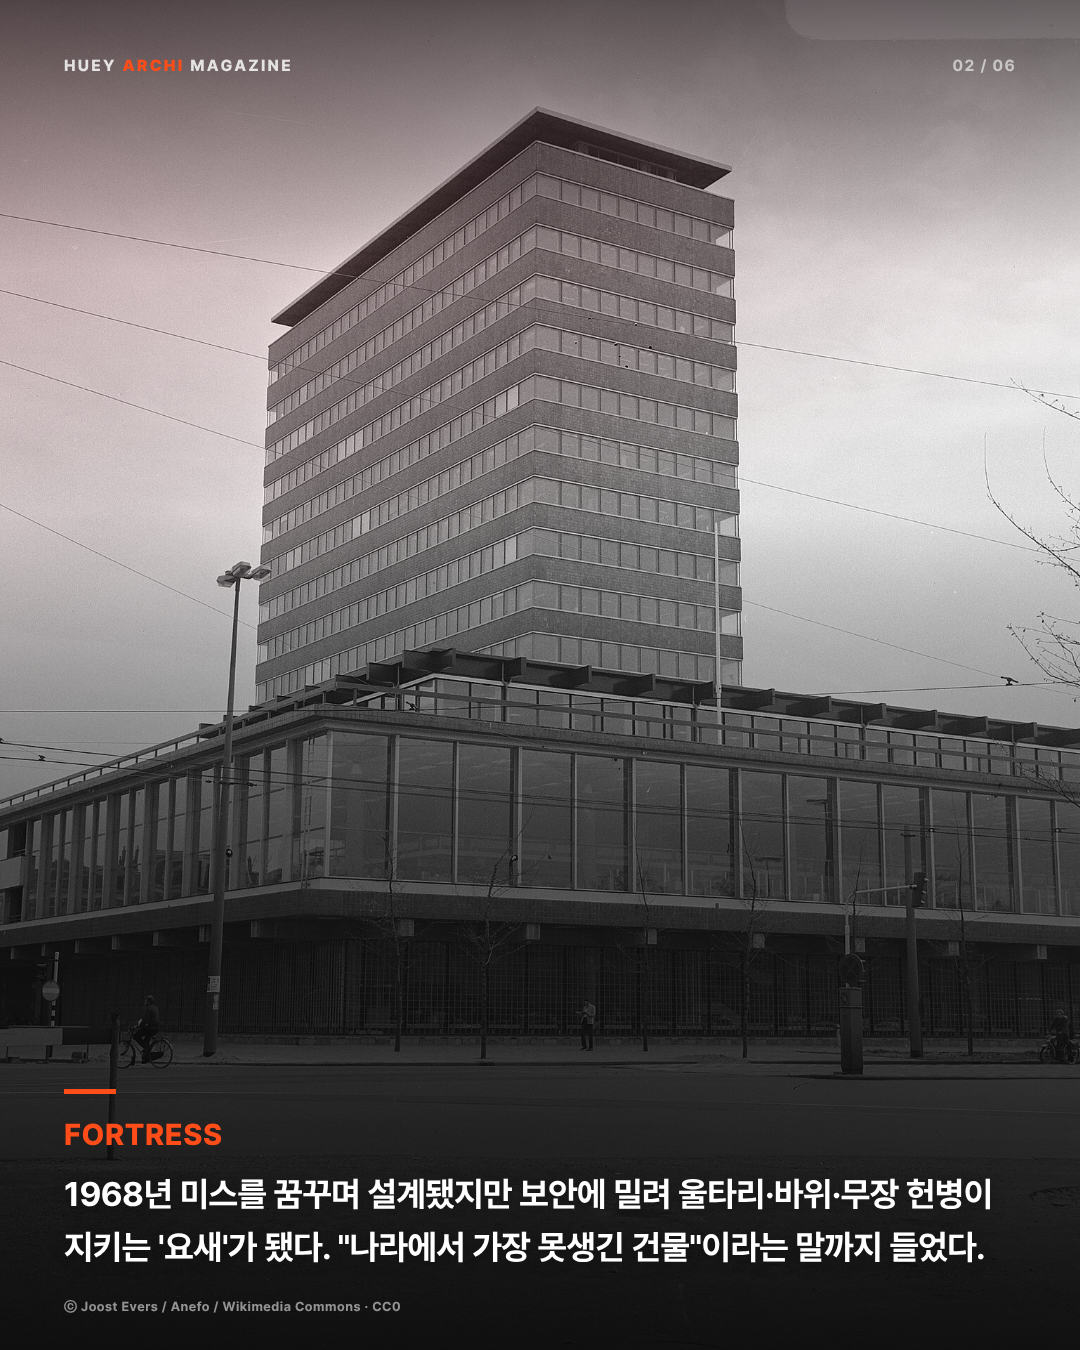 HUEY ARCHI MAGAZINE
02 / 06
FORTRESS
1968년 미스를 꿈꾸며 설계됐지만 보안에 밀려 울타리·바위·무장 헌병이
지키는 '요새'가 됐다. "나라에서 가장 못생긴 건물"이라는 말까지 들었다.
ⓒ Joost Evers / Anefo / Wikimedia Commons · CC0